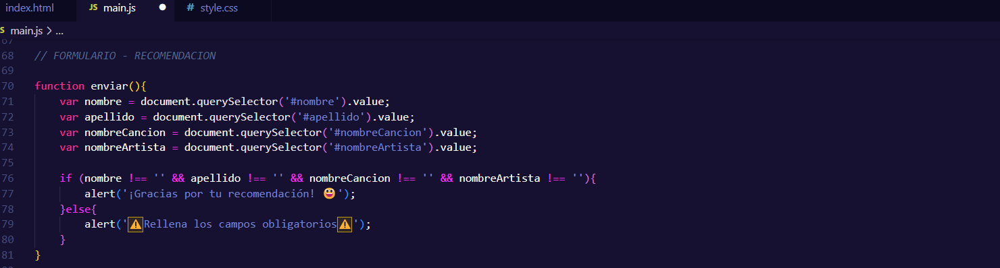 index.html JS main.js # style.css
S main.js > ...
67
68 // FORMULARIO - RECOMENDACION
69
70 function enviar(){
71 var nombre = document.querySelector('#nombre').value;
72 var apellido = document.querySelector('#apellido').value;
73 var nombreCancion = document.querySelector('#nombreCancion').value;
74 var nombreArtista = document.querySelector('#nombreArtista').value;
75
76 if (nombre !== '' && apellido !== '' && nombreCancion !== '' && nombreArtista !== ''){
77 alert('¡Gracias por tu recomendación! 😀');
78 }else{
79 alert('⚠️Rellena los campos obligatorios⚠️');
80 }
81 }